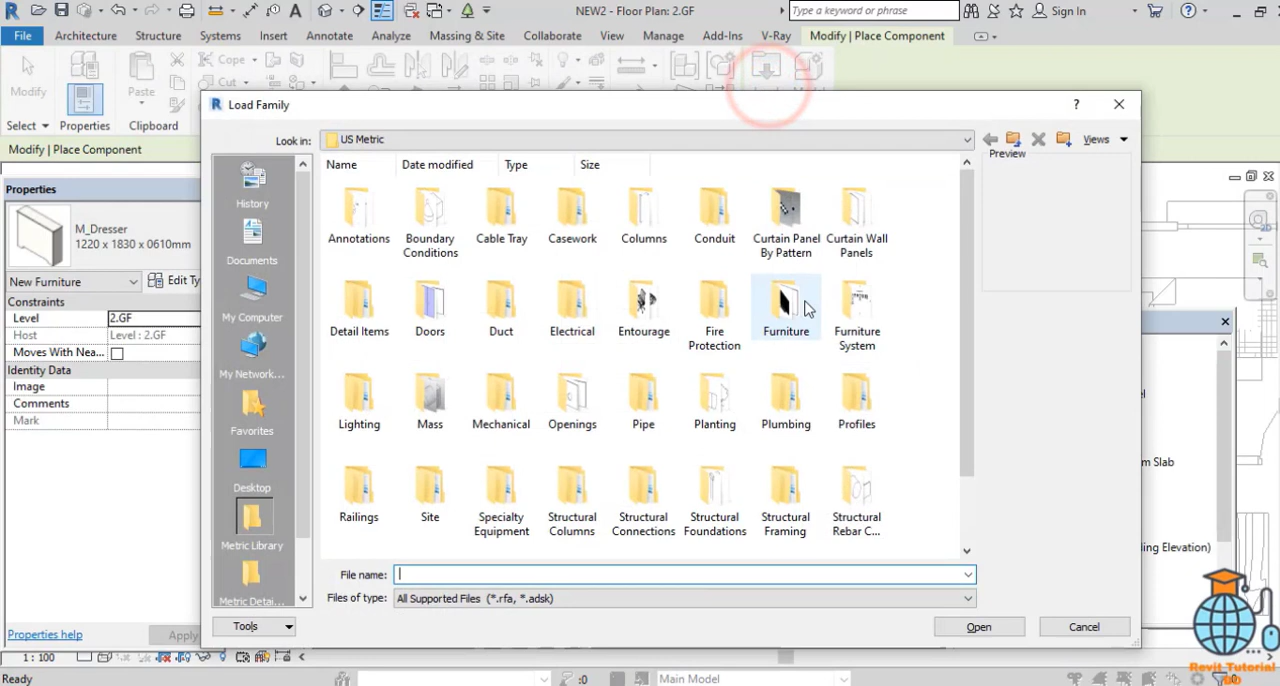 NEW2 - Floor Plan: 2.GF
Type a keyword or phrase
Sign In
File Architecture Structure Systems Insert Annotate Analyze Massing & Site Collaborate View Manage Add-Ins V-Ray Modify | Place Component
Modify
Paste
Cope
Cut
Select Properties Clipboard
Modify | Place Component
Load Family
Look in: US Metric
Views
Name Date modified Type Size
Preview
History
Documents
My Computer
My Network...
Favorites
Desktop
Metric Library
Metric Detai...
Annotations
Boundary Conditions
Cable Tray
Casework
Columns
Conduit
Curtain Panel By Pattern
Curtain Wall Panels
Detail Items
Doors
Duct
Electrical
Entourage
Fire Protection
Furniture
Furniture System
Lighting
Mass
Mechanical
Openings
Pipe
Planting
Plumbing
Profiles
Railings
Site
Specialty Equipment
Structural Columns
Structural Connections
Structural Foundations
Structural Framing
Structural Rebar C...
File name:
Files of type: All Supported Files (*.rfa, *.adsk)
Tools
Open
Cancel
Properties
M_Dresser
1220 x 1830 x 0610mm
New Furniture Edit Ty
Constraints
Level 2.GF
Host Level : 2.GF
Moves With Nea...
Identity Data
Image
Comments
Mark
Properties help Apply
m Slab
ing Elevation)
1 : 100
Ready
:0
Main Model
:0
2D
Revit Tutorial